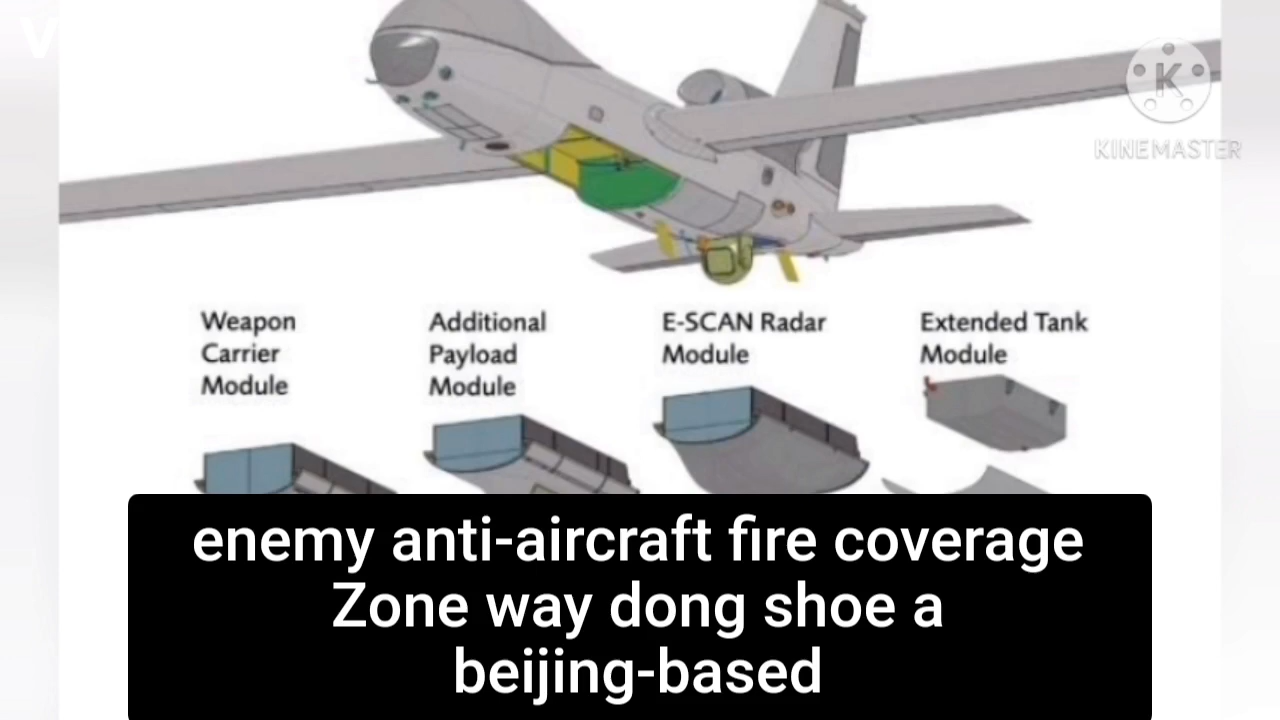 V
K
KINEMASTER
Weapon
Carrier
Module
Additional
Payload
Module
E-SCAN Radar
Module
Extended Tank
Module
enemy anti-aircraft fire coverage
Zone way dong shoe a
beijing-based